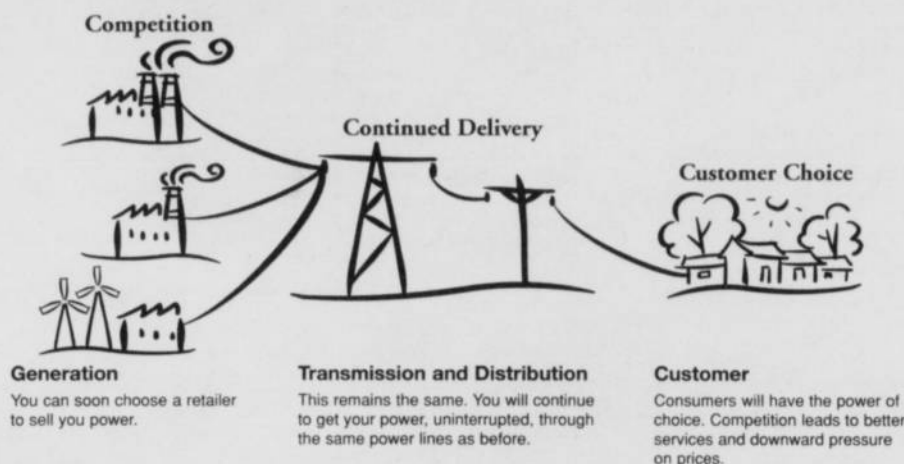 Competition
Continued Delivery
Customer Choice
Generation
You can soon choose a retailer
to sell you power.
Transmission and Distribution
This remains the same. You will continue
to get your power, uninterrupted, through
the same power lines as before.
Customer
Consumers will have the power of
choice. Competition leads to better
services and downward pressure
on prices.